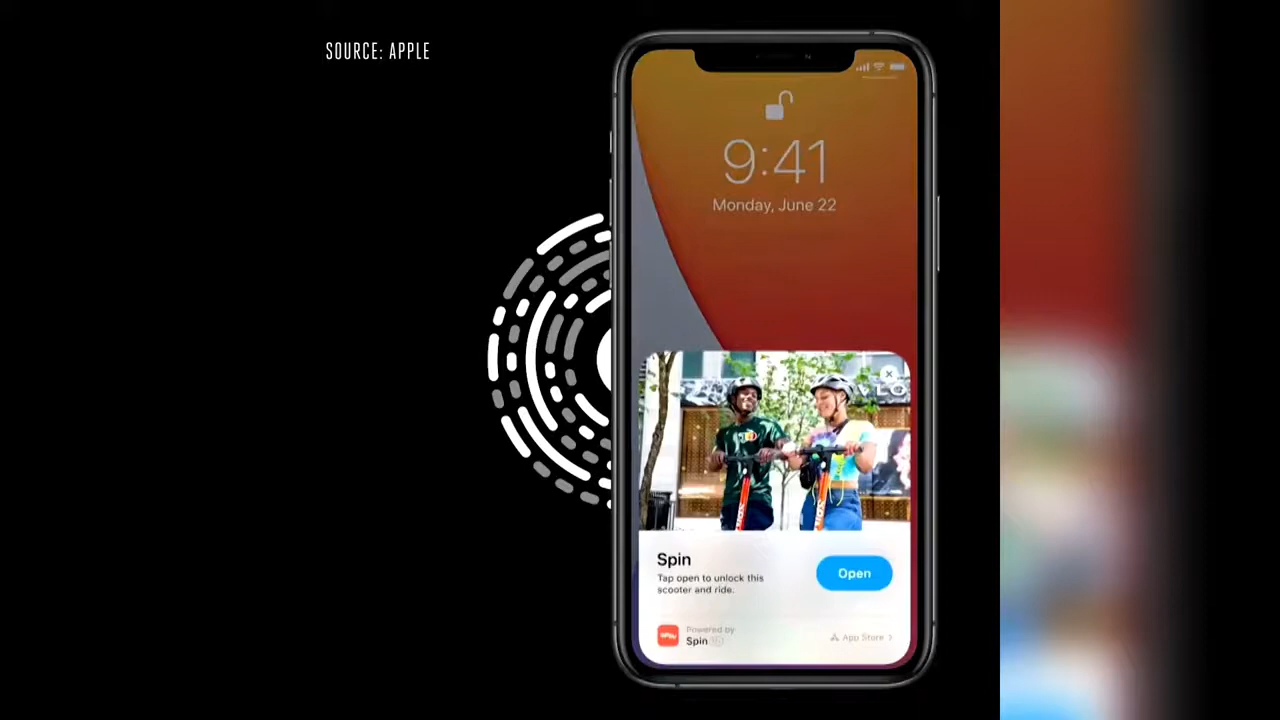 SOURCE: APPLE
9:41
Monday, June 22
Spin
Tap open to unlock this
scooter and ride.
Open
Powered by
Spin
App Store